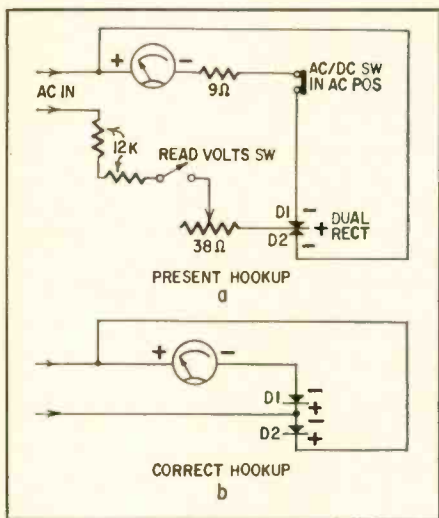 + -
AC/DC SW
IN AC POS
9Ω
AC IN
12K
READ VOLTS SW
38Ω
D1 -
+ DUAL
RECT
D2 -
PRESENT HOOKUP
a
+ -
D1 -
+
D2 -
+
CORRECT HOOKUP
b